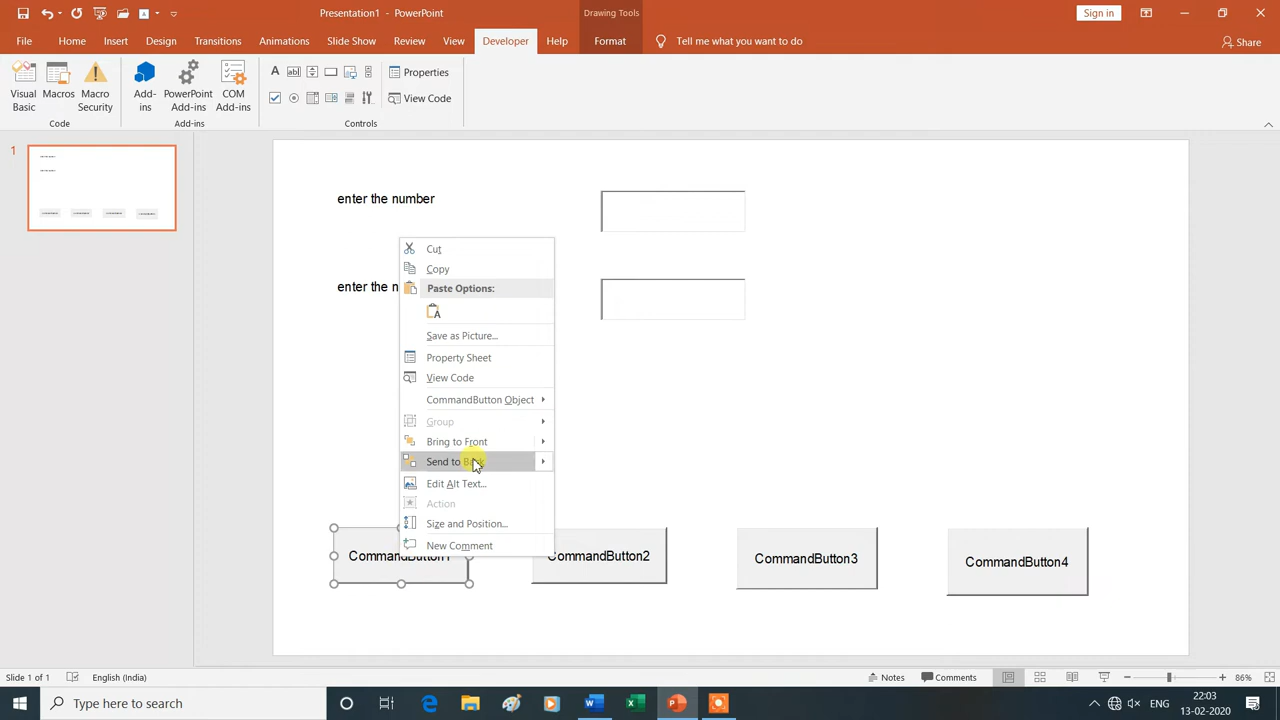 Presentation1 - PowerPoint
Drawing Tools
Sign in
File Home Insert Design Transitions Animations Slide Show Review View Developer Help Format Tell me what you want to do Share
Visual Basic
Macros
Macro Security
Code
Add-ins
PowerPoint Add-ins
COM Add-ins
Add-ins
Properties
View Code
Controls
1
enter the number
enter the
Cut
Copy
Paste Options:
Save as Picture...
Property Sheet
View Code
CommandButton Object
Group
Bring to Front
Send to Back
Edit Alt Text...
Action
Size and Position...
New Comment
CommandButton1
CommandButton2
CommandButton3
CommandButton4
Slide 1 of 1 English (India) Notes Comments 86%
Type here to search
ENG
22:03
13-02-2020